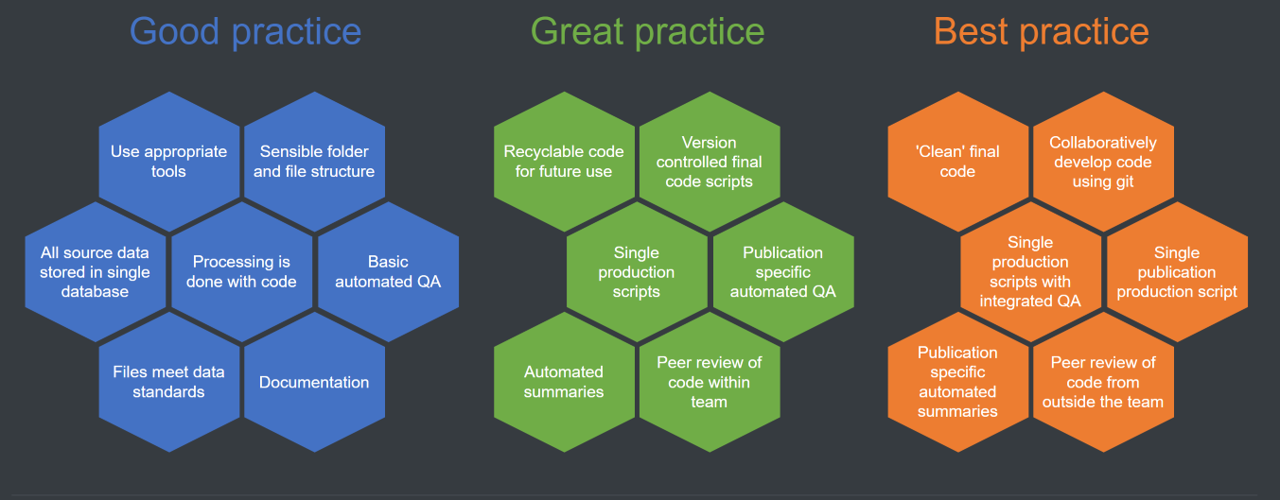 Good practice
Great practice
Best practice
Use appropriate
tools
Sensible folder
and file structure
All source data
stored in single
database
Processing is
done with code
Basic
automated QA
Files meet data
standards
Documentation
Recyclable code
for future use
Version
controlled final
code scripts
Single
production
scripts
Publication
specific
automated QA
Automated
summaries
Peer review of
code within
team
'Clean' final
code
Collaboratively
develop code
using git
Single
production
scripts with
integrated QA
Single
publication
production script
Publication
specific
automated
summaries
Peer review of
code from
outside the team